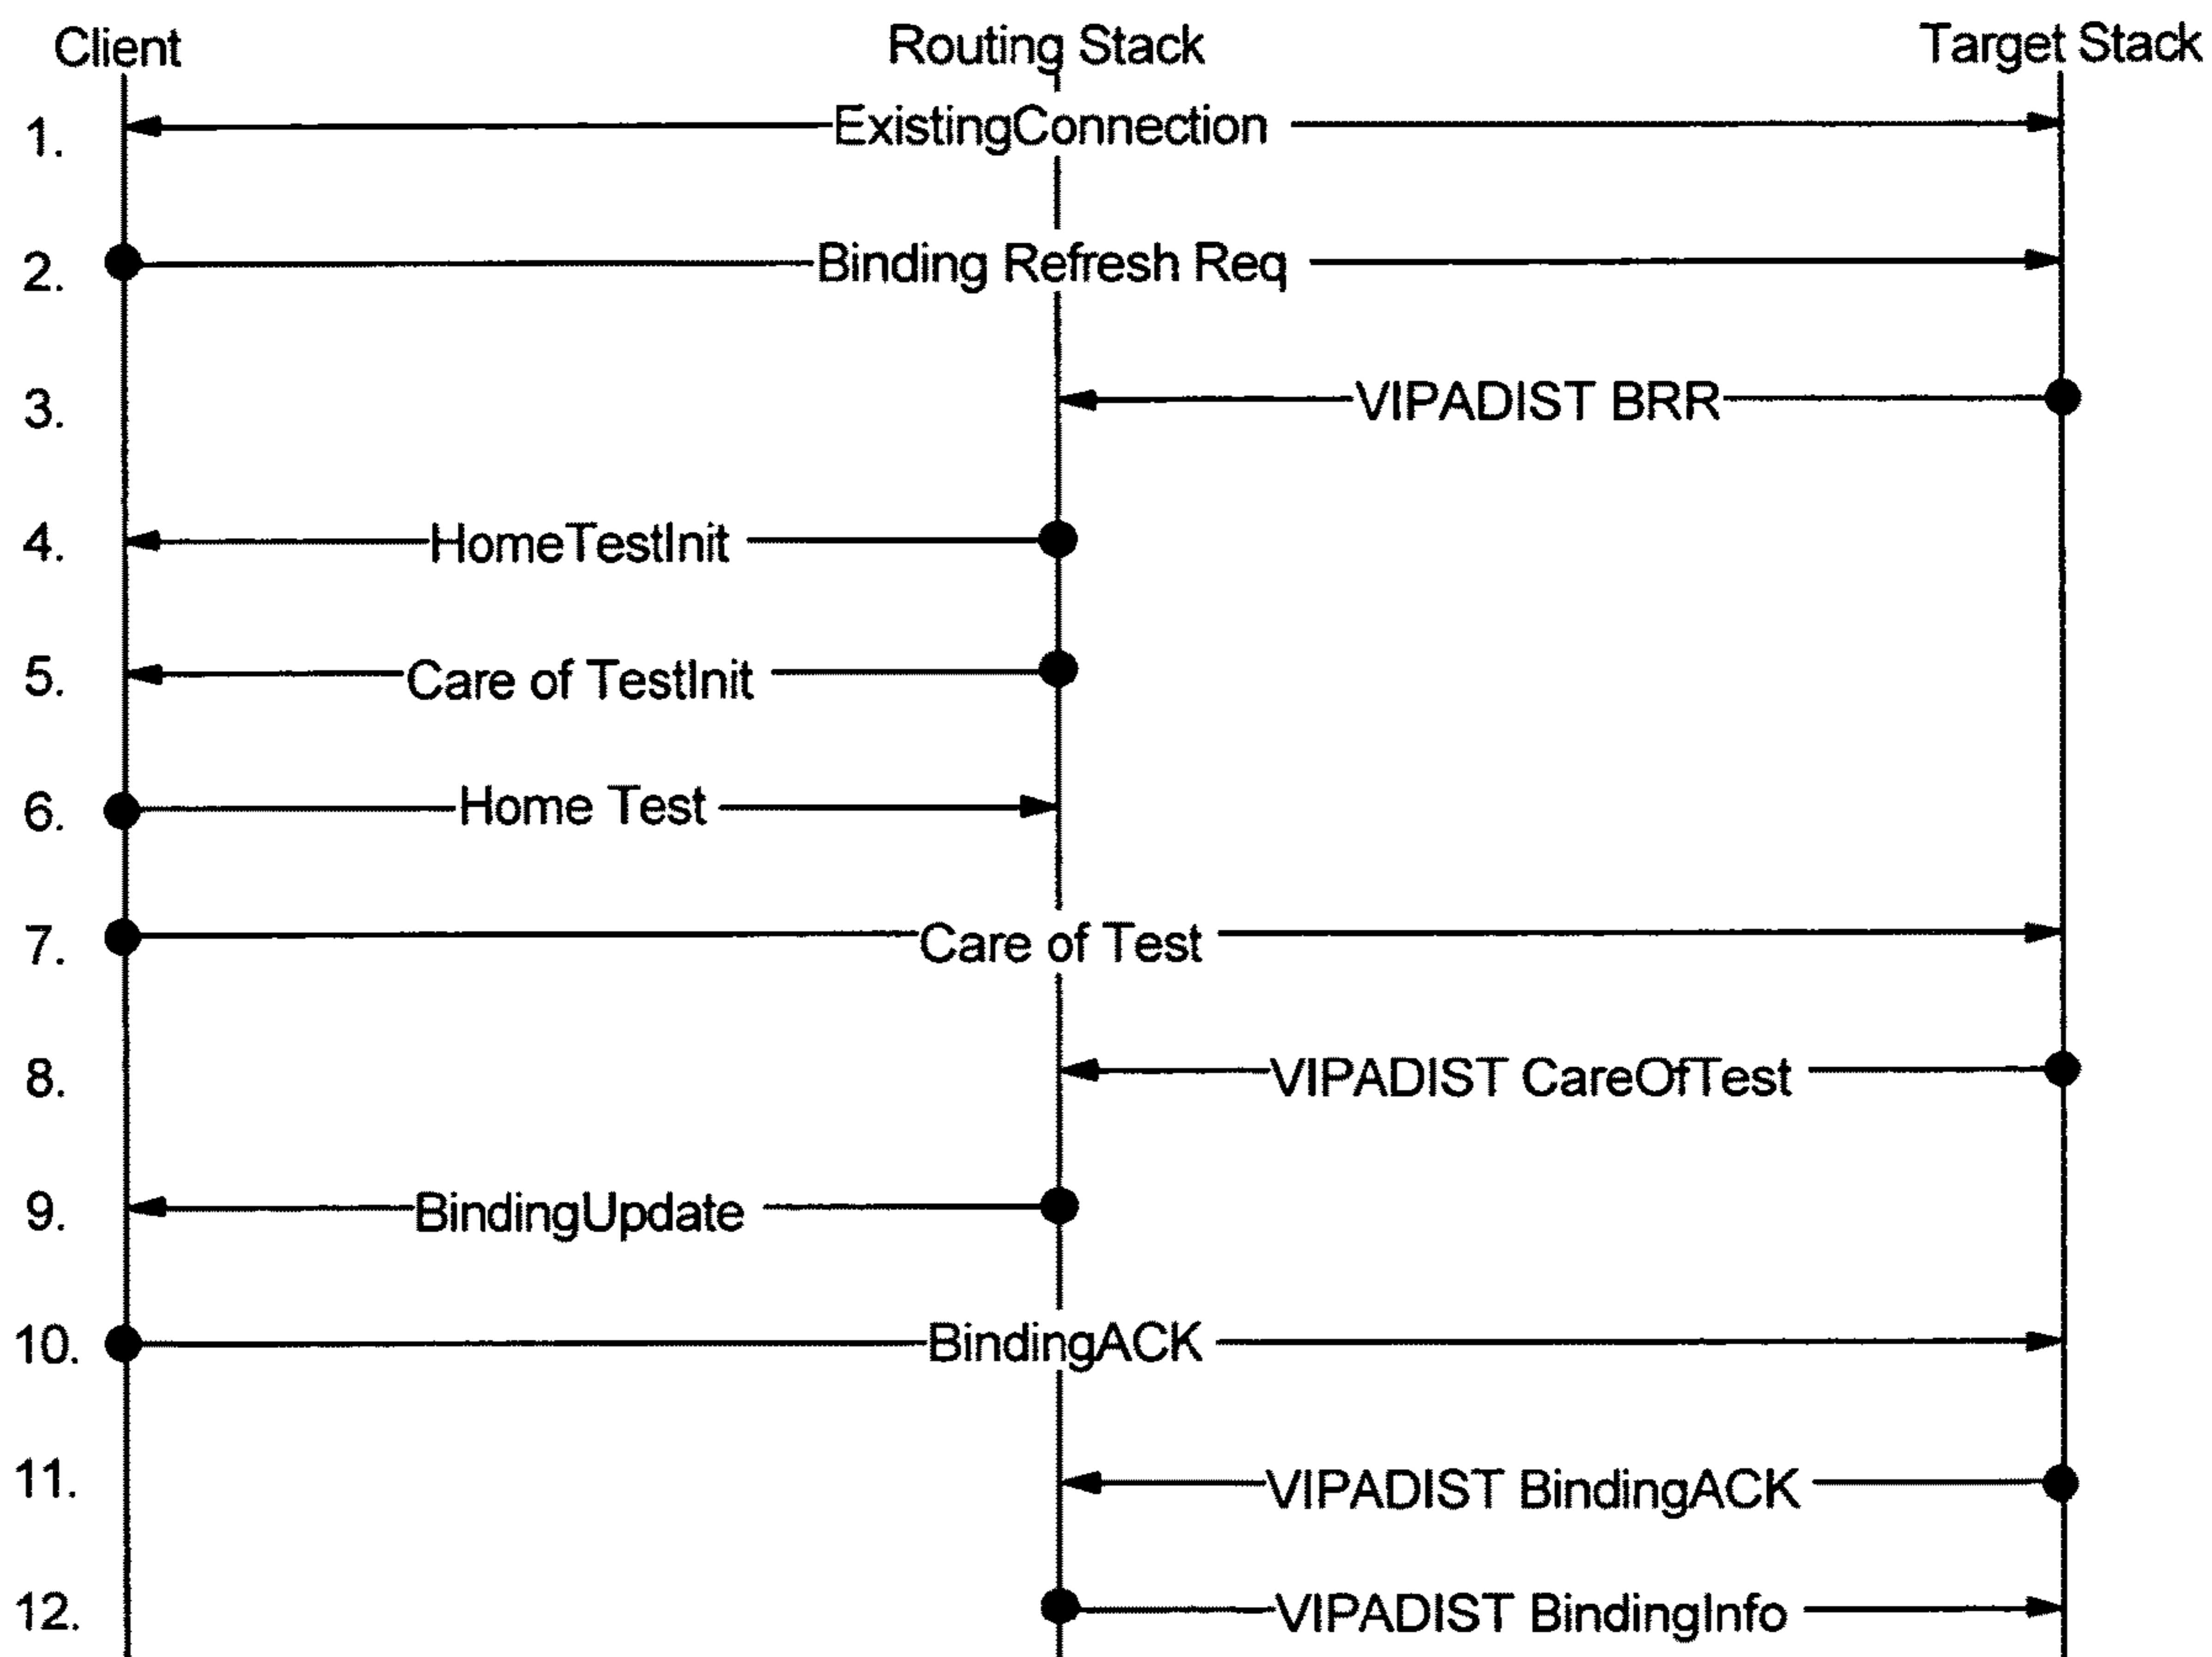 Client Routing Stack Target Stack
1. ExistingConnection
2. Binding Refresh Req
3. VIPADIST BRR
4. HomeTestInit
5. Care of TestInit
6. Home Test
7. Care of Test
8. VIPADIST CareOfTest
9. BindingUpdate
10. BindingACK
11. VIPADIST BindingACK
12. VIPADIST BindingInfo